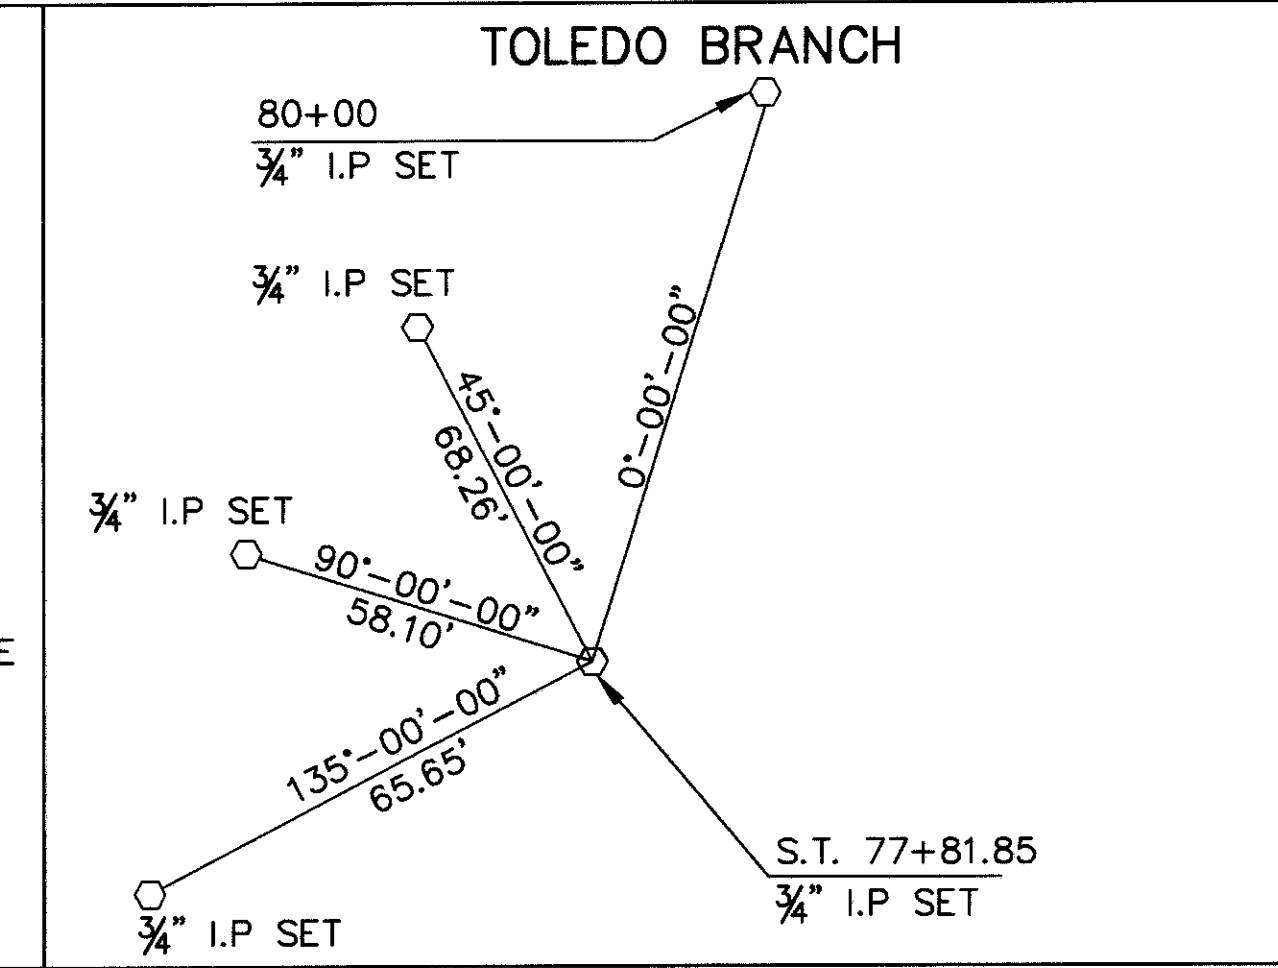 TOLEDO BRANCH
80+00
¾" I.P SET
¾" I.P SET
0°-00'-00"
45°-00'-00"
68.26'
¾" I.P SET
90°-00'-00"
58.10'
E
135°-00'-00"
65.65'
S.T. 77+81.85
¾" I.P SET
¾" I.P SET